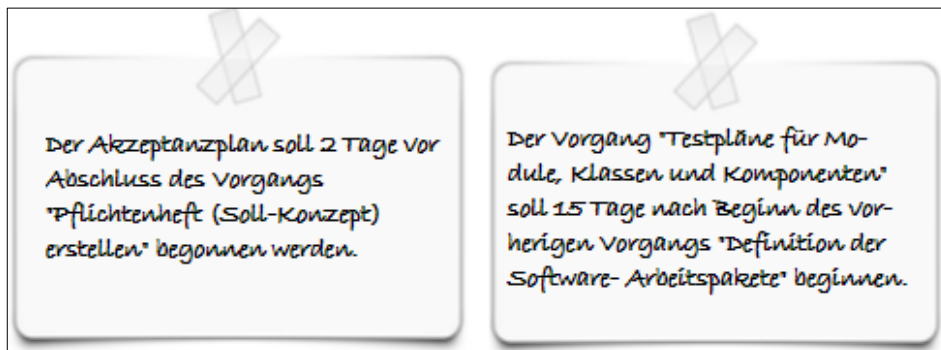 Der Akzeptanzplan soll 2 Tage vor
Abschluss des Vorgangs
"Pflichtenheft (Soll-Konzept)
erstellen" begonnen werden.
Der Vorgang "Testpläne für Mo-
dule, Klassen und Komponenten"
soll 15 Tage nach Beginn des vor-
herigen Vorgangs "Definition der
Software- Arbeitspakete" beginnen.